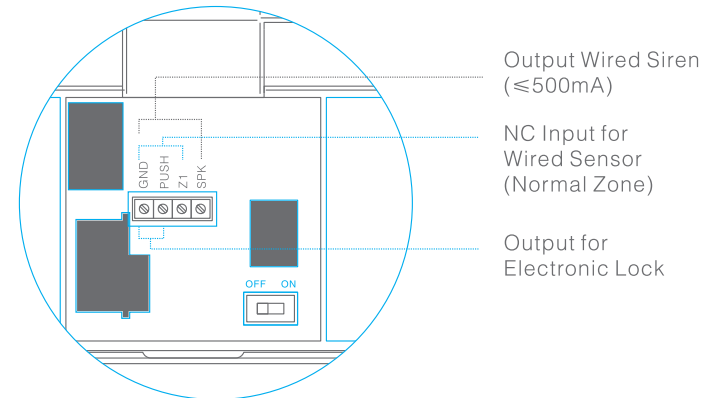 Output Wired Siren
(≤500mA)
NC Input for
Wired Sensor
(Normal Zone)
Output for
Electronic Lock
GND
PUSH
Z1
SPK
OFF ON